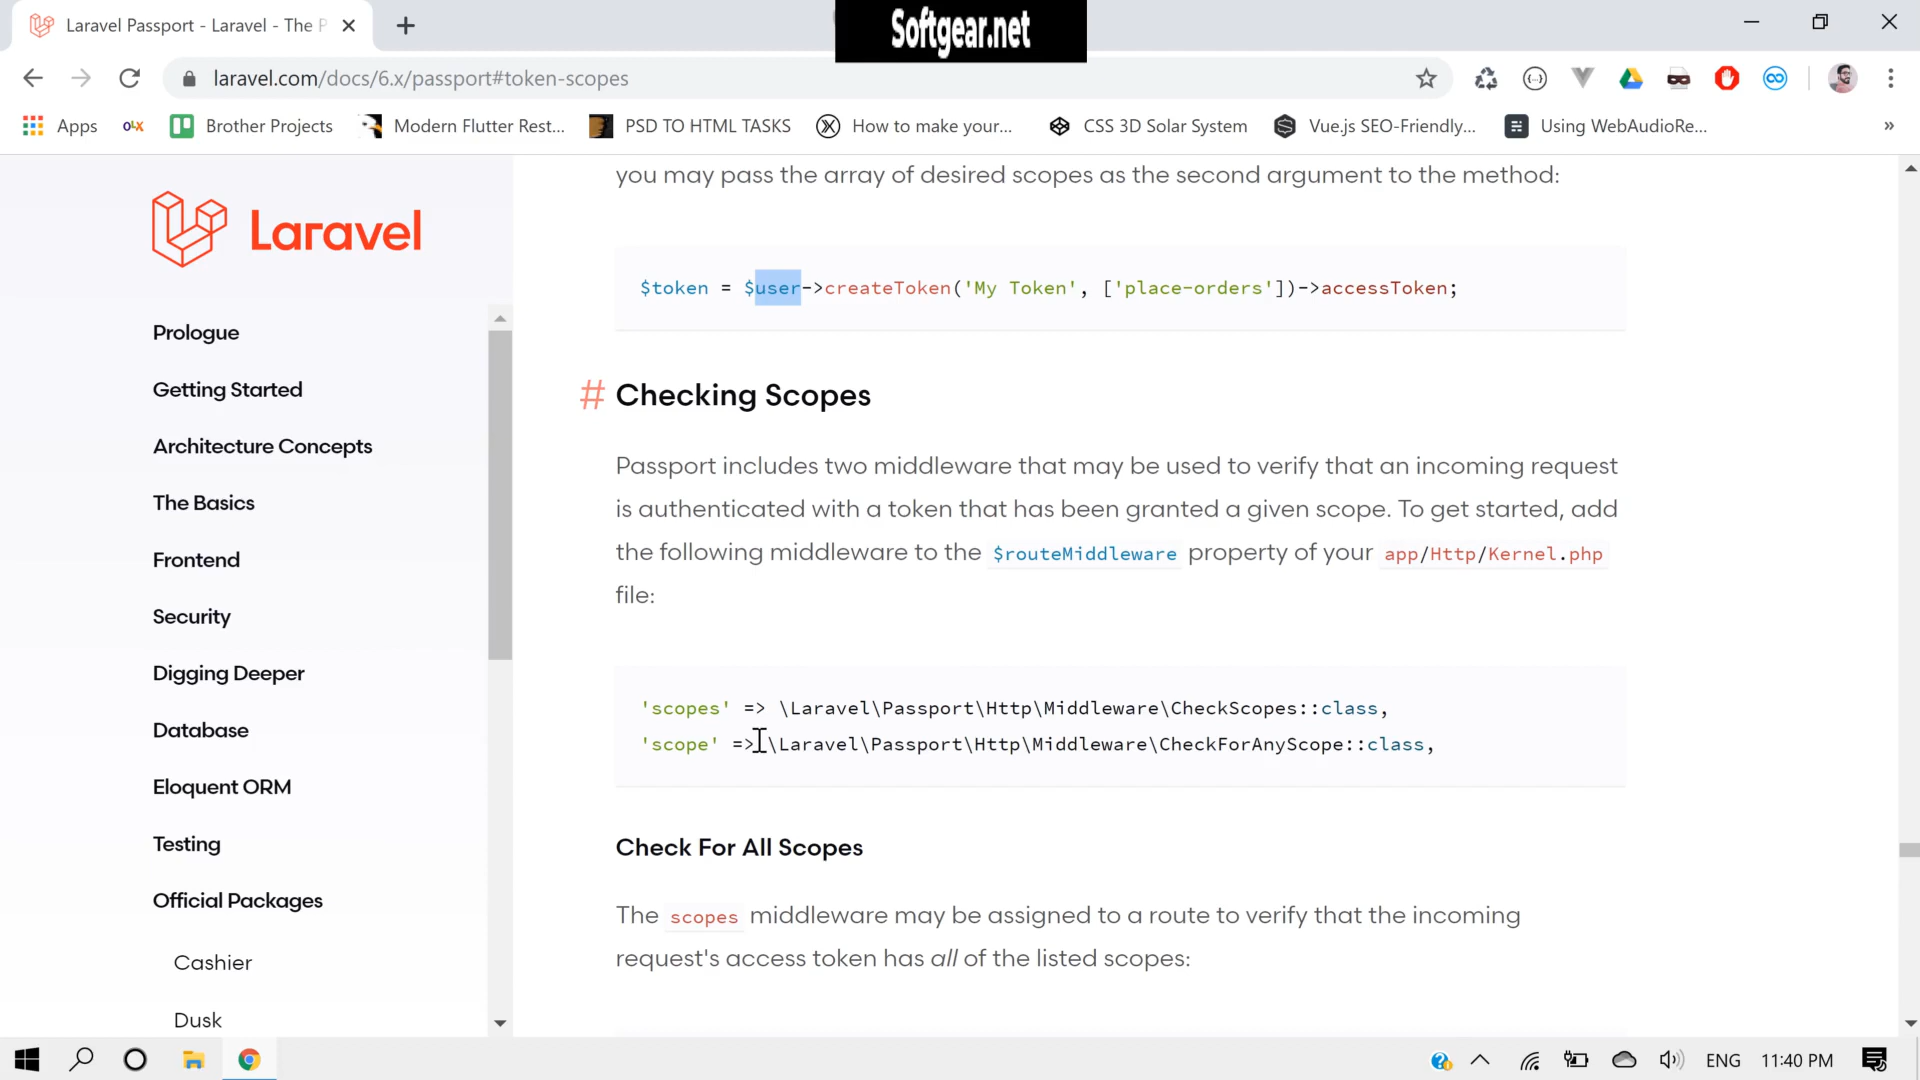 Laravel Passport - Laravel - The P
Softgear.net
laravel.com/docs/6.x/passport#token-scopes
Apps
OLX
Brother Projects
Modern Flutter Rest...
PSD TO HTML TASKS
How to make your...
CSS 3D Solar System
Vue.js SEO-Friendly...
Using WebAudioRe...
»
Laravel
Prologue
Getting Started
Architecture Concepts
The Basics
Frontend
Security
Digging Deeper
Database
Eloquent ORM
Testing
Official Packages
Cashier
Dusk
you may pass the array of desired scopes as the second argument to the method:
$token = $user->createToken('My Token', ['place-orders'])->accessToken;
# Checking Scopes
Passport includes two middleware that may be used to verify that an incoming request
is authenticated with a token that has been granted a given scope. To get started, add
the following middleware to the $routeMiddleware property of your app/Http/Kernel.php
file:
'scopes' => \Laravel\Passport\Http\Middleware\CheckScopes::class,
'scope' => \Laravel\Passport\Http\Middleware\CheckForAnyScope::class,
Check For All Scopes
The scopes middleware may be assigned to a route to verify that the incoming
request's access token has all of the listed scopes:
ENG
11:40 PM